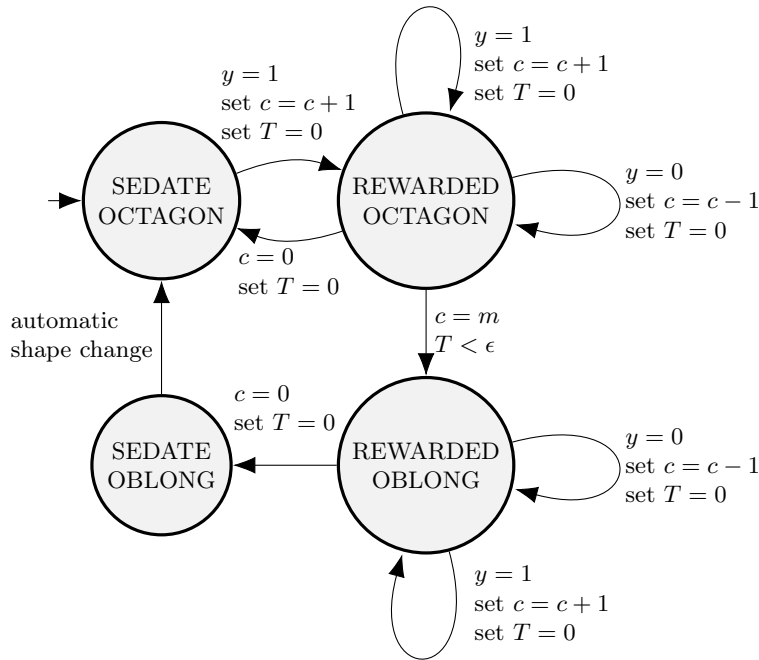 y = 1
set c = c + 1
set T = 0
y = 1
set c = c + 1
set T = 0
SEDATE
OCTAGON
REWARDED
OCTAGON
y = 0
set c = c − 1
set T = 0
c = 0
set T = 0
automatic
shape change
c = m
T < ϵ
c = 0
set T = 0
SEDATE
OBLONG
REWARDED
OBLONG
y = 0
set c = c − 1
set T = 0
y = 1
set c = c + 1
set T = 0